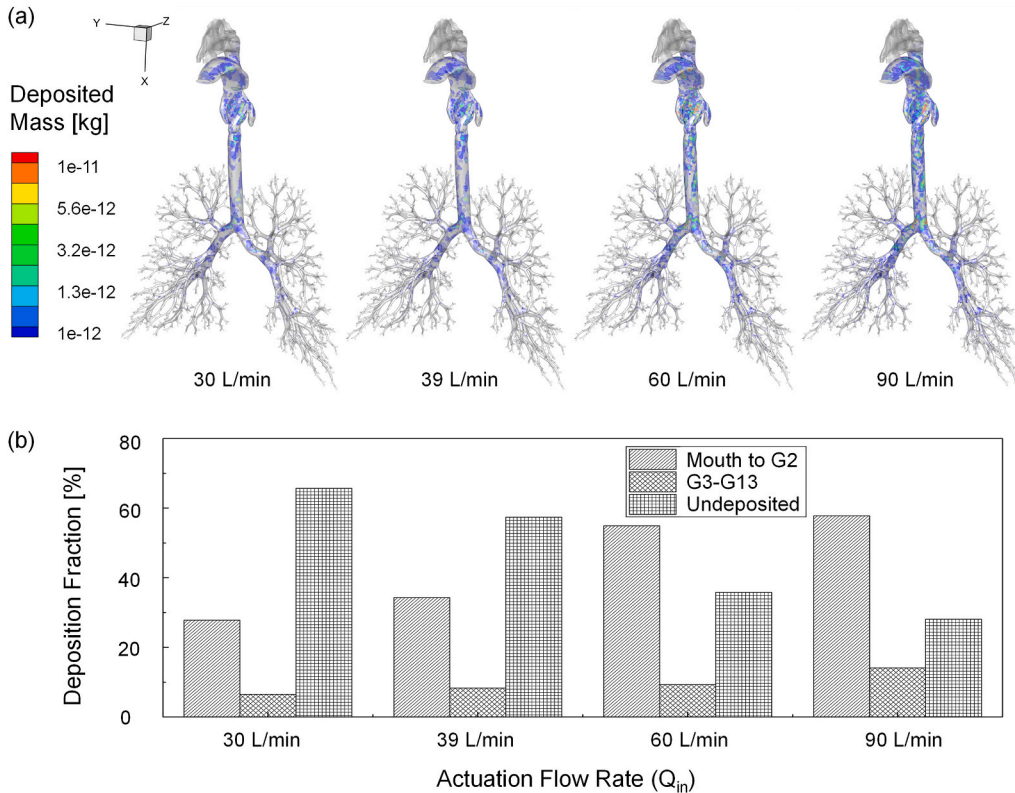 (a)
Y
Z
X
Deposited
Mass [kg]
1e-11
5.6e-12
3.2e-12
1.3e-12
1e-12
30 L/min
39 L/min
60 L/min
90 L/min
(b)
Deposition Fraction [%]
80
60
40
20
0
Mouth to G2
G3-G13
Undeposited
30 L/min
39 L/min
60 L/min
90 L/min
Actuation Flow Rate (Qin)